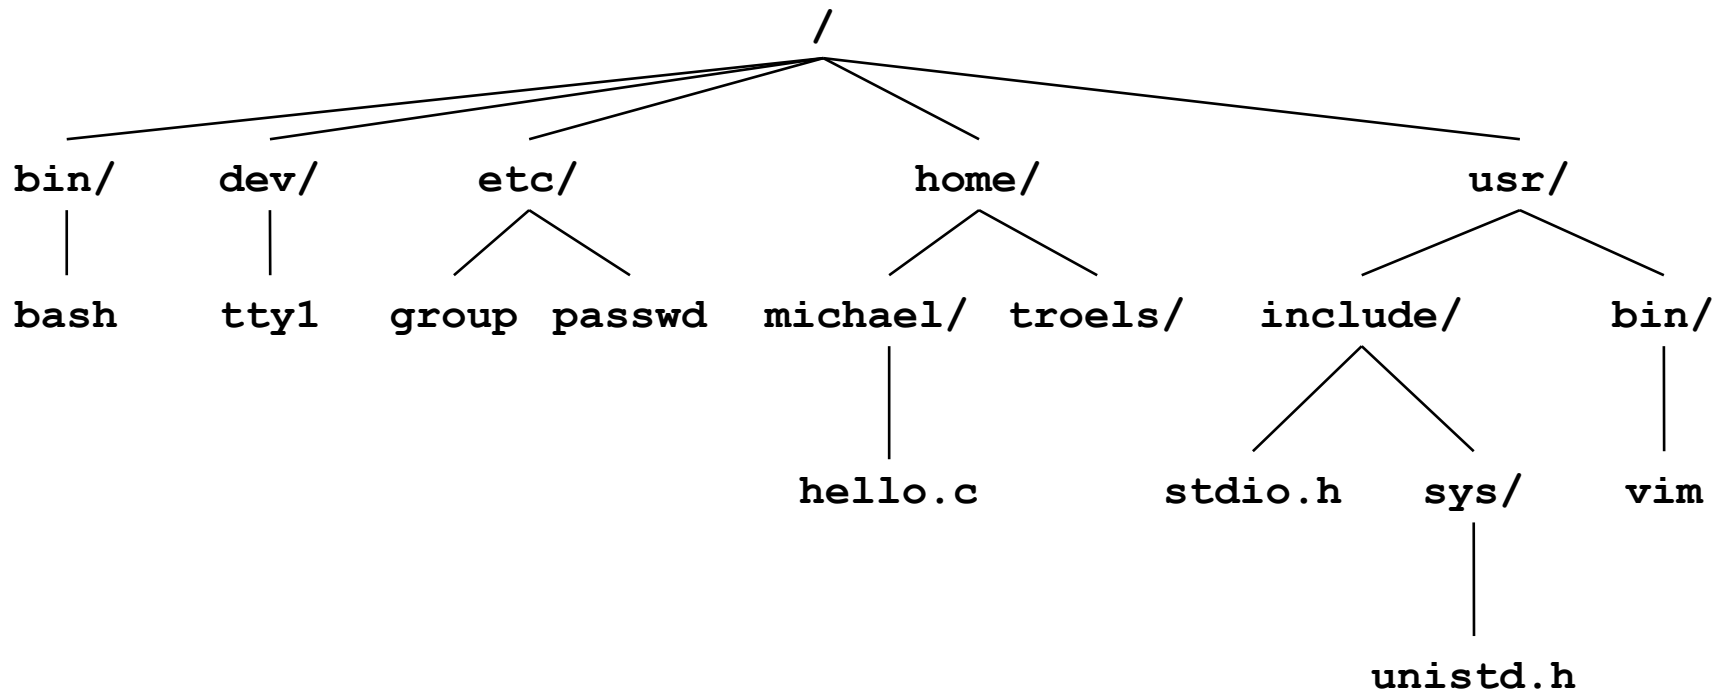 /
bin/ dev/ etc/ home/ usr/
bash tty1 group passwd michael/ troels/ include/ bin/
hello.c stdio.h sys/ vim
unistd.h